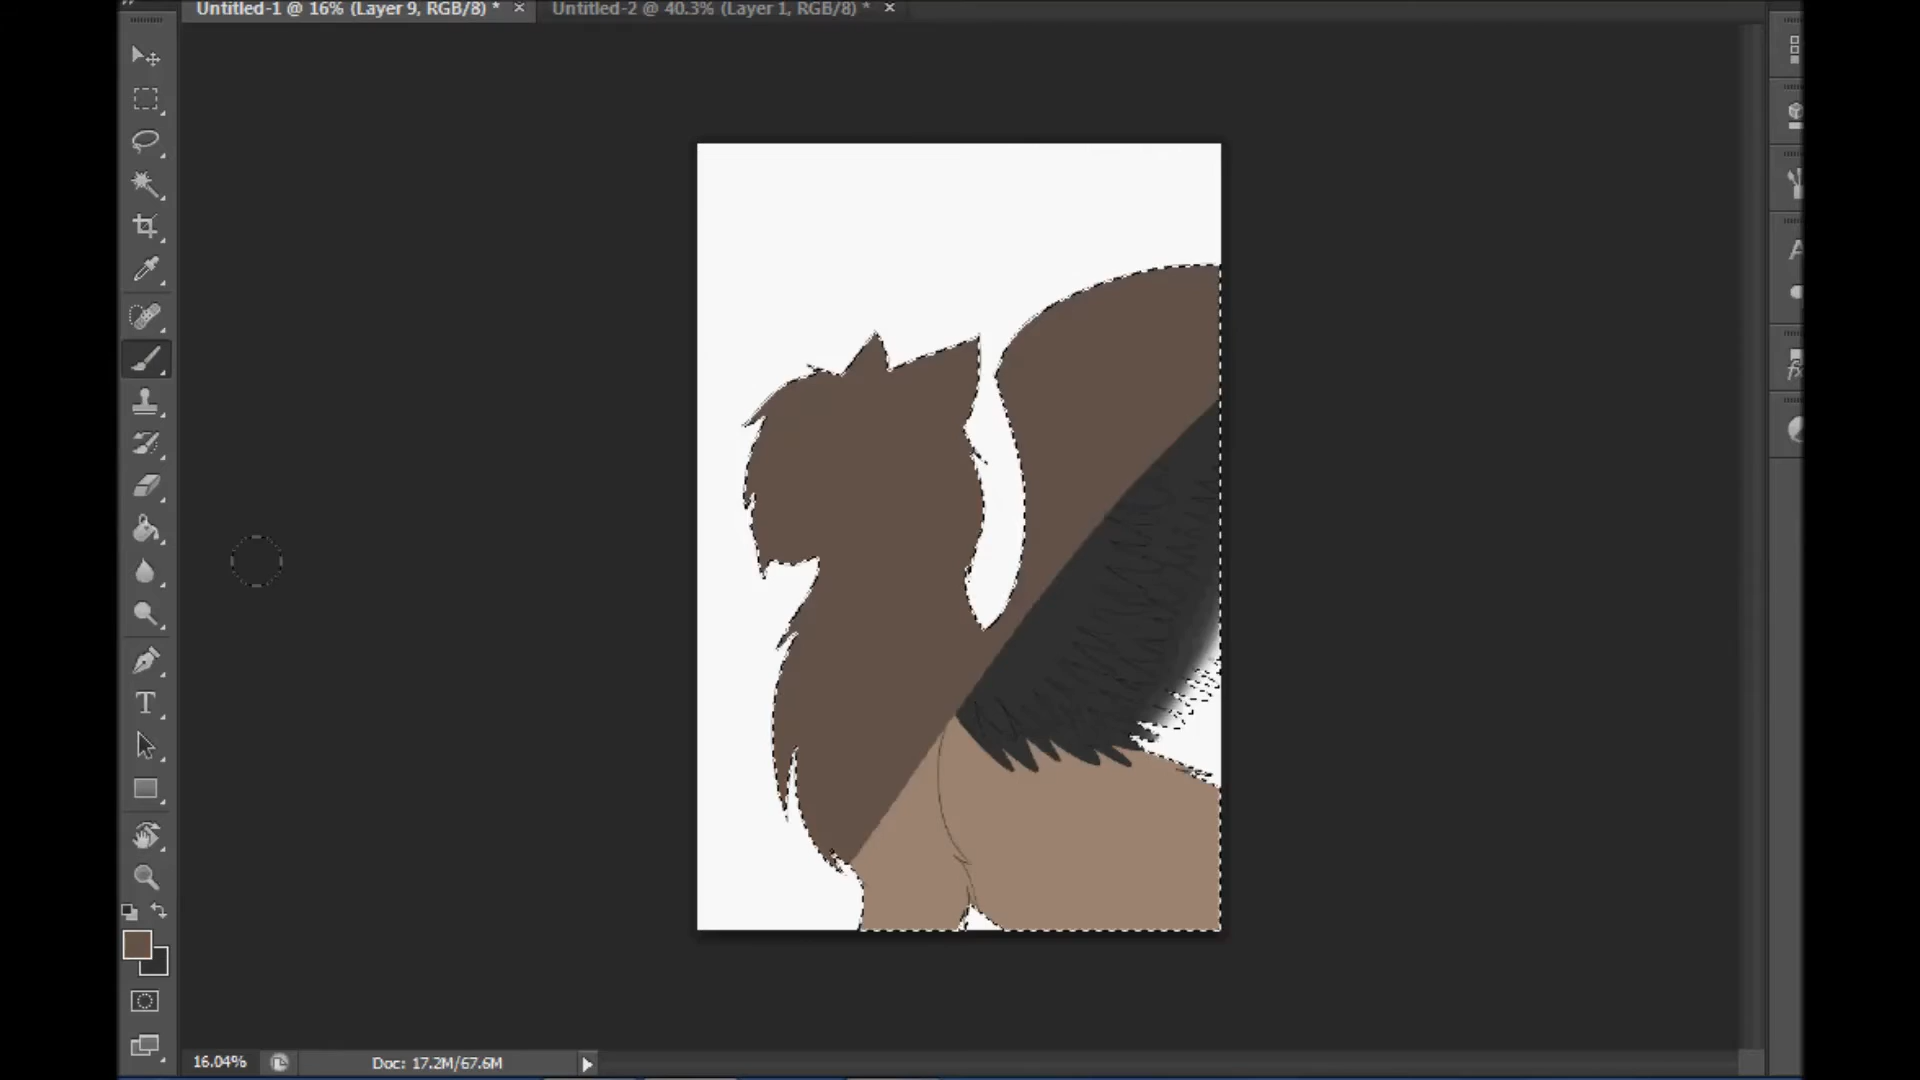 Untitled-1 @ 16% (Layer 9, RGB/8) * ×
Untitled-2 @ 40.3% (Layer 1, RGB/8) * ×
T
A
fx
16.04%
Doc: 17.2M/67.6M